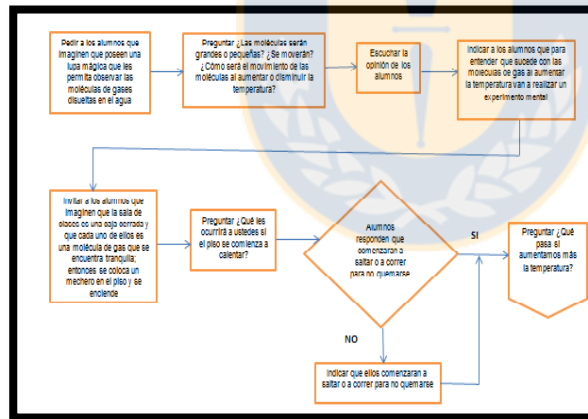 Pedir a los alumnos
que
imaginen que poseen una
lupa mágica que les
permita observar las
moléculas de gases
disueltas en el agua
Preguntar ¿Las moléculas serán
grandes o pequeñas? ¿Se moverán?
¿Cómo será el movimiento de las
moléculas al aumentar o disminuir la
temperatura?
Escuchar la
opinión de los
alumnos
Indicar a los alumnos que para
entender que sucede con las
moléculas de gas al aumentar
la temperatura van a realizar un
experimento mental
Invitar a los alumnos que
imaginen que la sala de
clases es una caja cerrada y
que cada uno de ellos es
una molécula de gas que se
encuentra tranquila;
entonces se coloca un
mechero en el piso y se
enciende
Preguntar ¿Qué les
ocurrirá a ustedes si
el piso se comienza a
calentar?
Alumnos
responden que
comenzaran a
saltar o a correr
para no quemarse
SI
Preguntar ¿Qué
pasa si
aumentamos más
la temperatura?
NO
Indicar que ellos comenzaran a
saltar o a correr para no quemarse